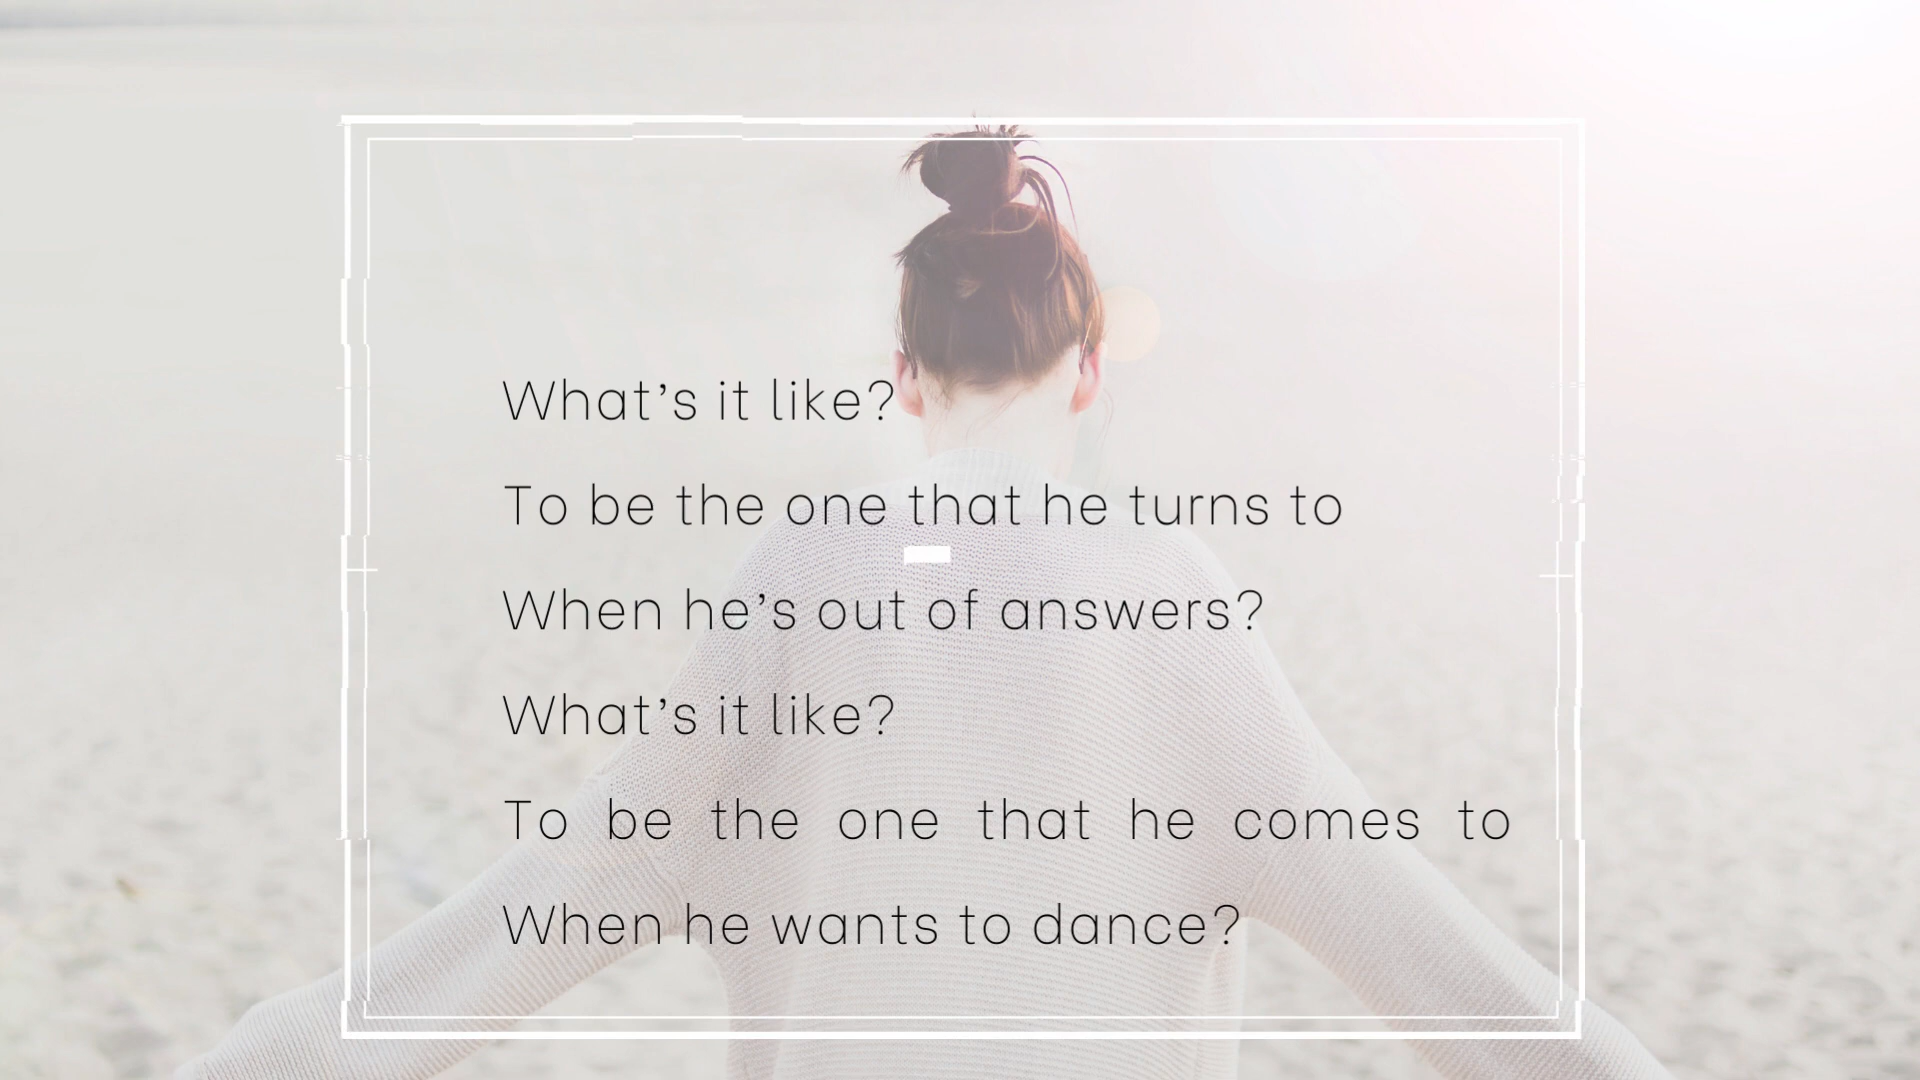 What’s it like?
To be the one that he turns to
When he’s out of answers?
What’s it like?
To be the one that he comes to
When he wants to dance?